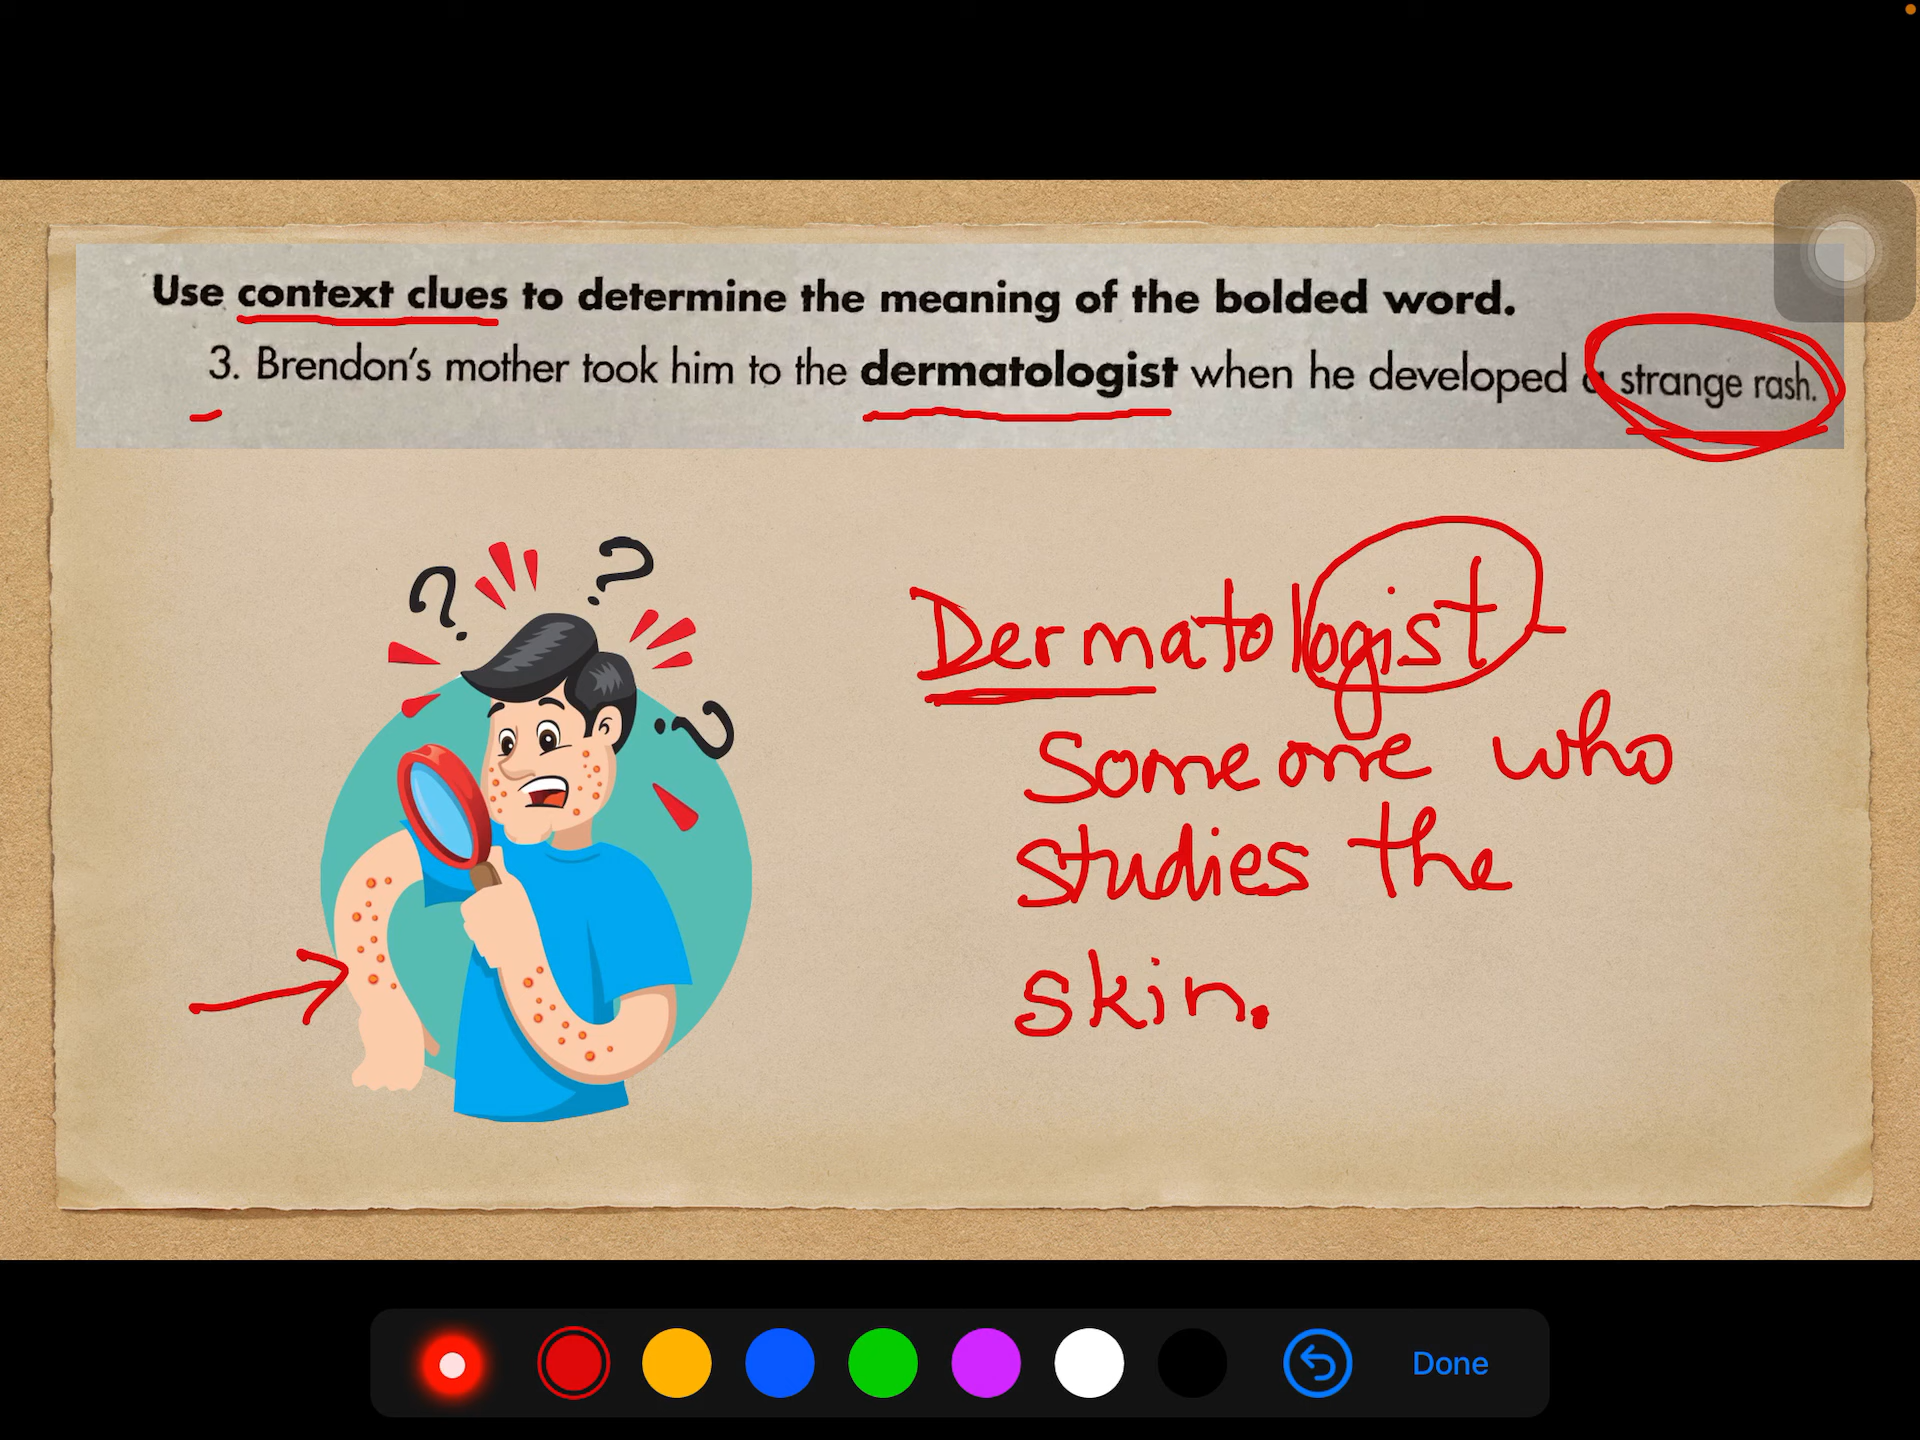 Use context clues to determine the meaning of the bolded word.
3. Brendon's mother took him to the dermatologist when he developed a strange rash.
? ? ?
Dermatologist -
Someone who
studies the
skin.
Done